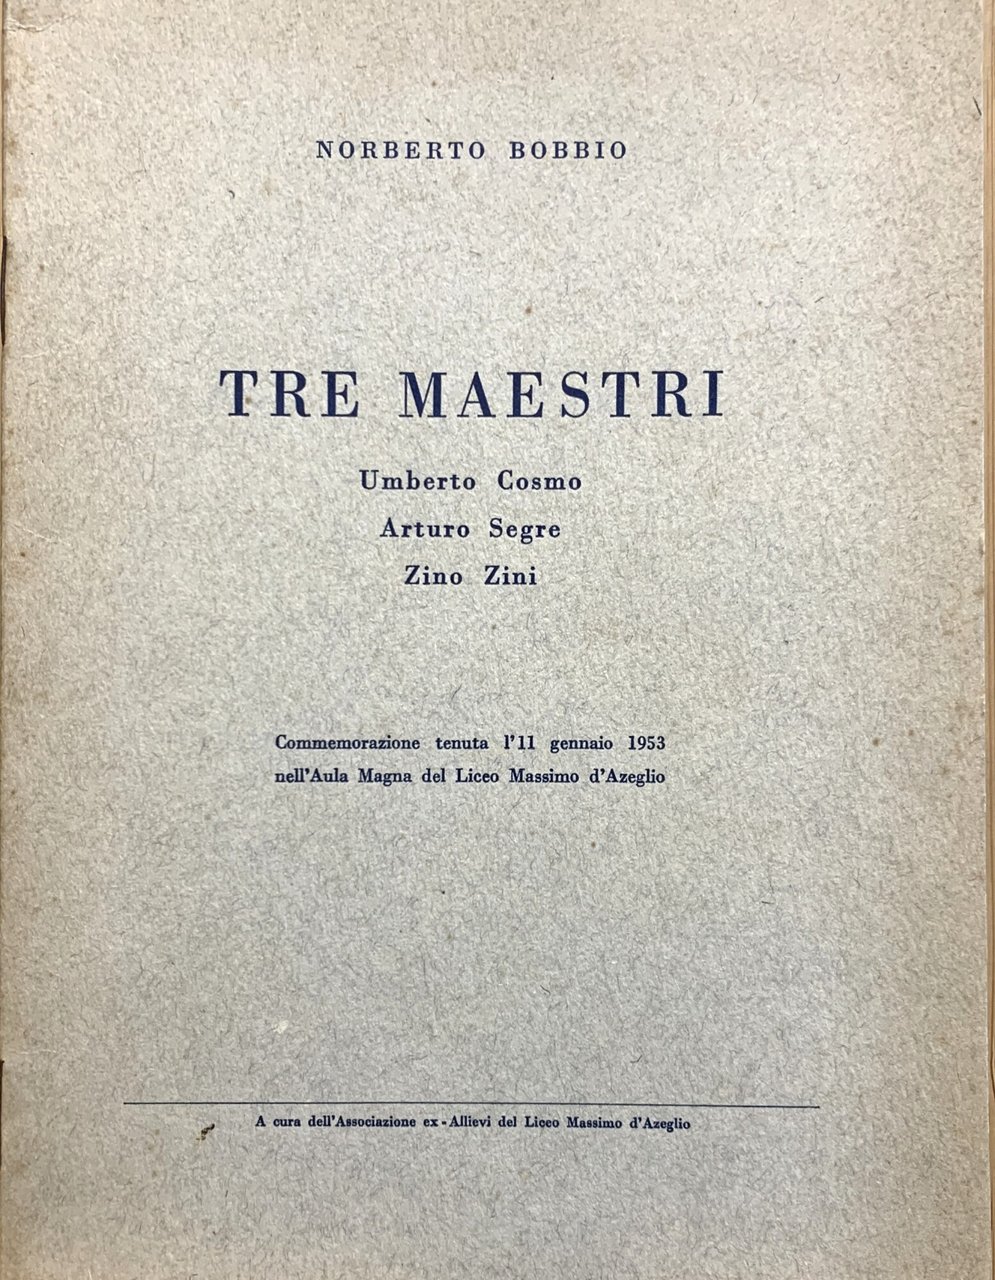 NORBERTO BOBBIO
TRE MAESTRI
Umberto Cosmo
Arturo Segre
Zino Zini
Commemorazione tenuta l'11 gennaio 1953
nell'Aula Magna del Liceo Massimo d'Azeglio
A cura dell'Associazione ex-Allievi del Liceo Massimo d'Azeglio